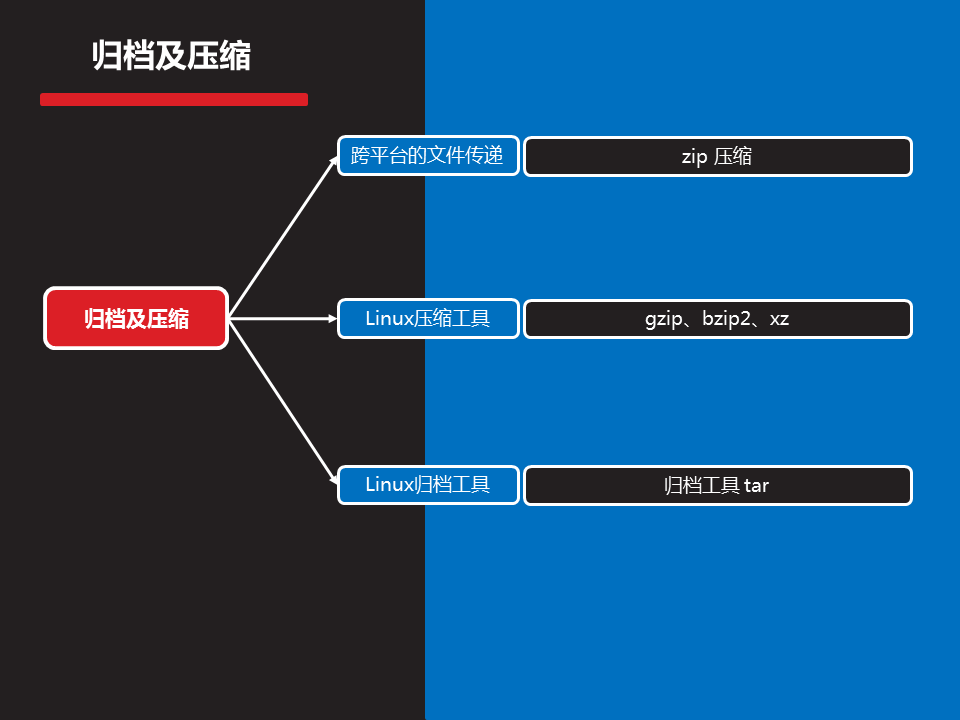 归档及压缩
跨平台的文件传递
zip 压缩
归档及压缩
Linux压缩工具
gzip、bzip2、xz
Linux归档工具
归档工具 tar